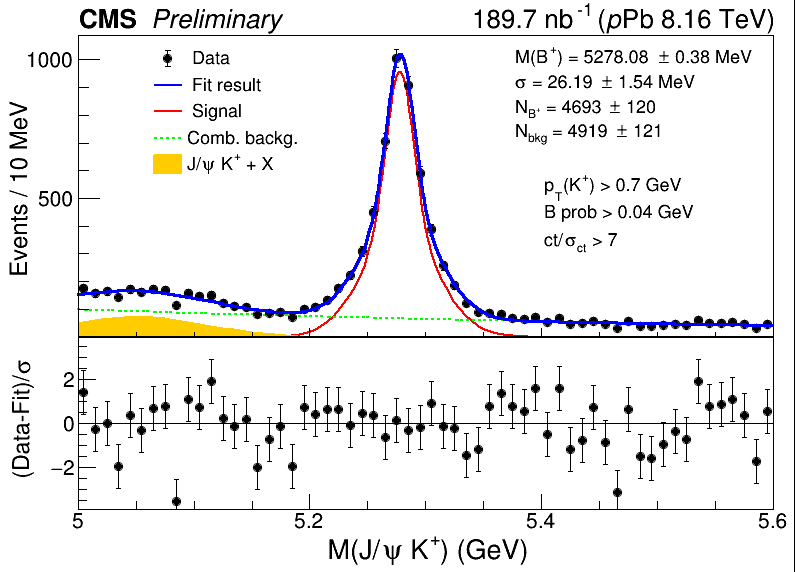 CMS Preliminary 189.7 nb⁻¹ (pPb 8.16 TeV)
Events / 10 MeV
1000
500
Data
Fit result
Signal
Comb. backg.
J/ψ K⁺ + X
M(B⁺) = 5278.08 ± 0.38 MeV
σ = 26.19 ± 1.54 MeV
N_B⁺ = 4693 ± 120
N_bkg = 4919 ± 121
p_T(K⁺) > 0.7 GeV
B prob > 0.04 GeV
ct/σ_ct > 7
(Data-Fit)/σ
2
0
−2
5 5.2 5.4 5.6
M(J/ψ K⁺) (GeV)